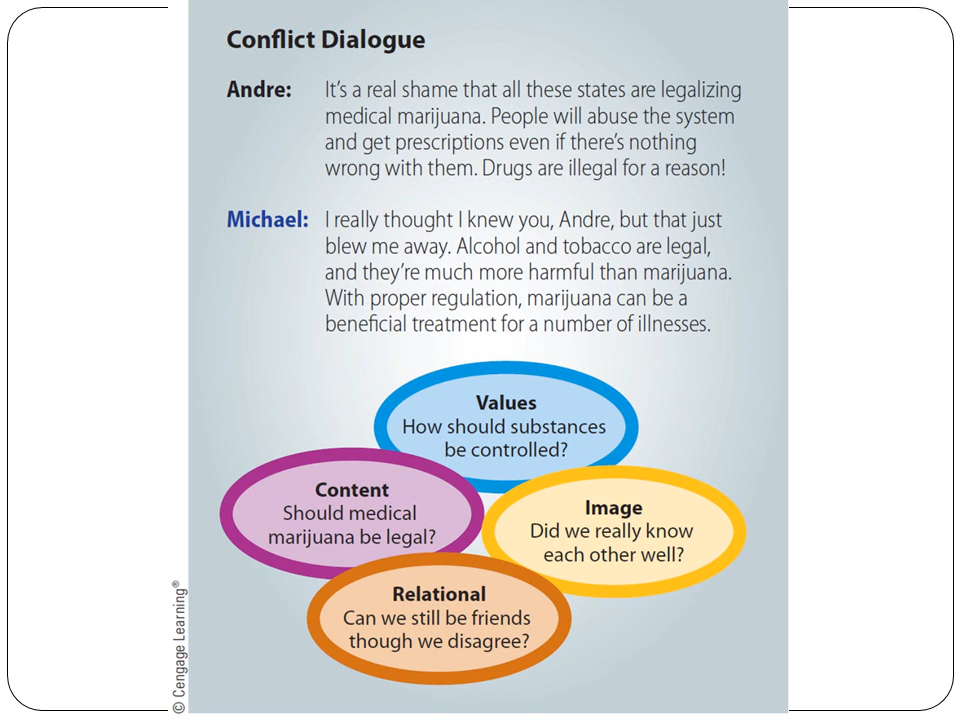 Conflict Dialogue
Andre: It's a real shame that all these states are legalizing
medical marijuana. People will abuse the system
and get prescriptions even if there's nothing
wrong with them. Drugs are illegal for a reason!
Michael: I really thought I knew you, Andre, but that just
blew me away. Alcohol and tobacco are legal,
and they're much more harmful than marijuana.
With proper regulation, marijuana can be a
beneficial treatment for a number of illnesses.
Values
How should substances
be controlled?
Content
Should medical
marijuana be legal?
Image
Did we really know
each other well?
Relational
Can we still be friends
though we disagree?
© Cengage Learning®